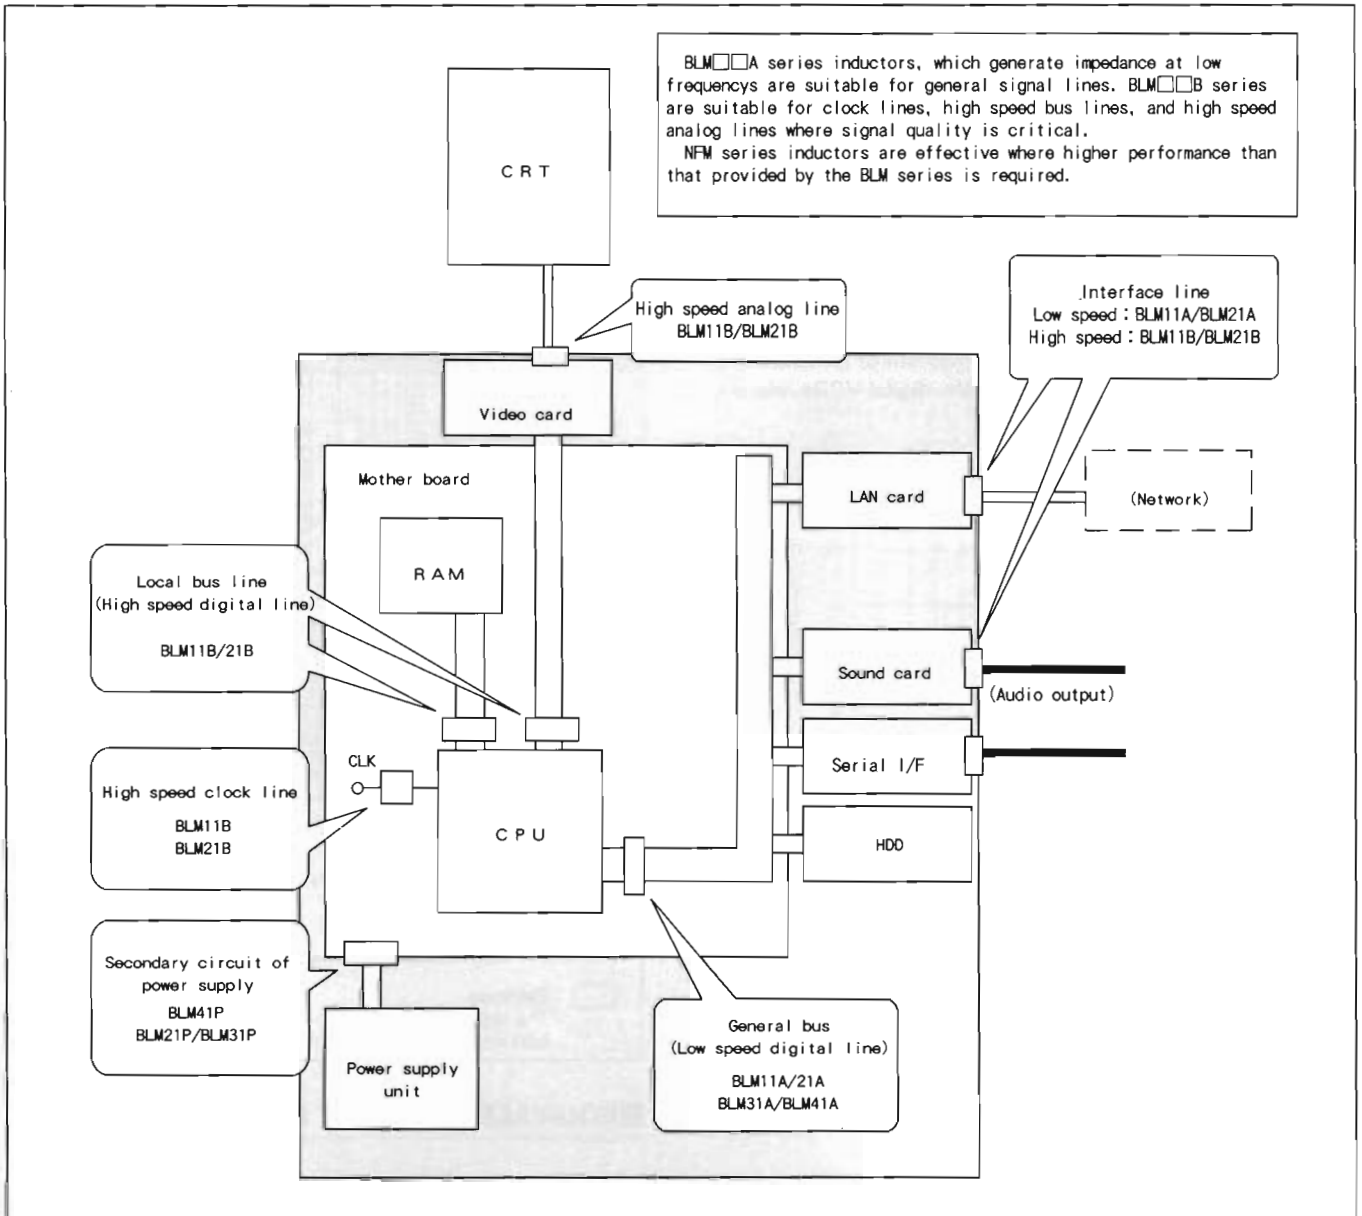 BLM□□A series inductors, which generate impedance at low
frequencys are suitable for general signal lines. BLM□□B series
are suitable for clock lines, high speed bus lines, and high speed
analog lines where signal quality is critical.
NFM series inductors are effective where higher performance than
that provided by the BLM series is required.
CRT
High speed analog line
BLM11B/BLM21B
Interface line
Low speed : BLM11A/BLM21A
High speed : BLM11B/BLM21B
Video card
Mother board
LAN card
(Network)
RAM
Local bus line
(High speed digital line)
BLM11B/21B
Sound card
(Audio output)
CLK
Serial I/F
High speed clock line
BLM11B
BLM21B
CPU
HDD
Secondary circuit of
power supply
BLM41P
BLM21P/BLM31P
Power supply
unit
General bus
(Low speed digital line)
BLM11A/21A
BLM31A/BLM41A